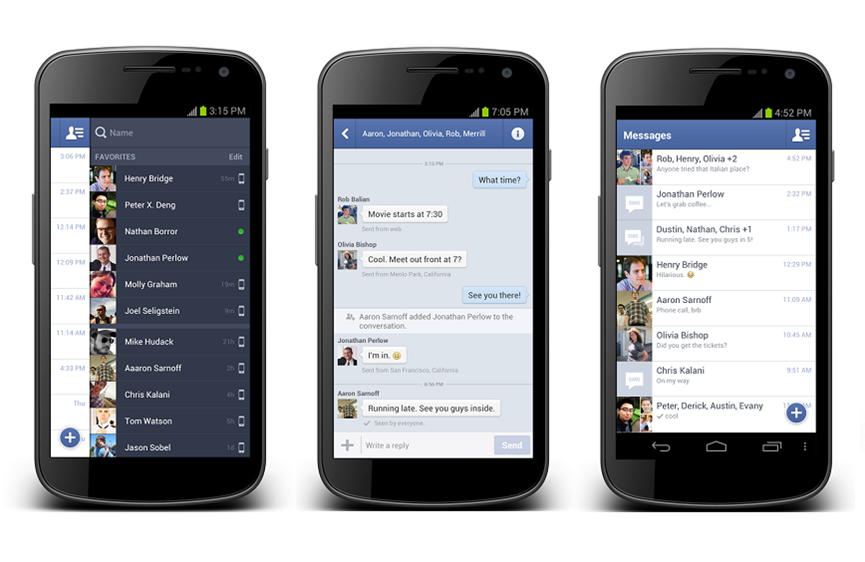 3:15 PM
Name
3:06 PM
FAVORITES Edit
Henry Bridge 55m
2:37 PM
Peter X. Deng
12:14 PM
Nathan Borror
12:09 PM
Jonathan Perlow
Molly Graham 19m
11:42 AM
Joel Seligstein 9m
11:14 AM
Mike Hudack 21h
4:33 PM
Aaaron Sarnoff 2h
Chris Kalani 4h
Thu
Tom Watson 5h
Jason Sobel 1d
7:05 PM
Aaron, Jonathan, Olivia, Rob, Merrill
3:15 PM
What time?
Rob Balian
Movie starts at 7:30
Sent from web
Olivia Bishop
Cool. Meet out front at 7?
Sent from Menlo Park, California
See you there!
Aaron Sarnoff added Jonathan Perlow to the
conversation.
Jonathan Perlow
I'm in.
Sent from San Francisco, California
6:56 PM
Aaron Sarnoff
Running late. See you guys inside.
Seen by everyone.
Write a reply Send
4:52 PM
Messages
Rob, Henry, Olivia +2 4:52 PM
Anyone tried that Italian place?
Jonathan Perlow 2:32 PM
SMS
Let's grab coffee...
Dustin, Nathan, Chris +1 1:17 PM
SMS
Running late. See you guys in 5!
Henry Bridge 12:29 PM
Hilarious.
Aaron Sarnoff 11:09 AM
Phone call, brb
Olivia Bishop 10:45 AM
Did you get the tickets?
Chris Kalani 9:51 AM
SMS
On my way
Peter, Derick, Austin, Evany
cool